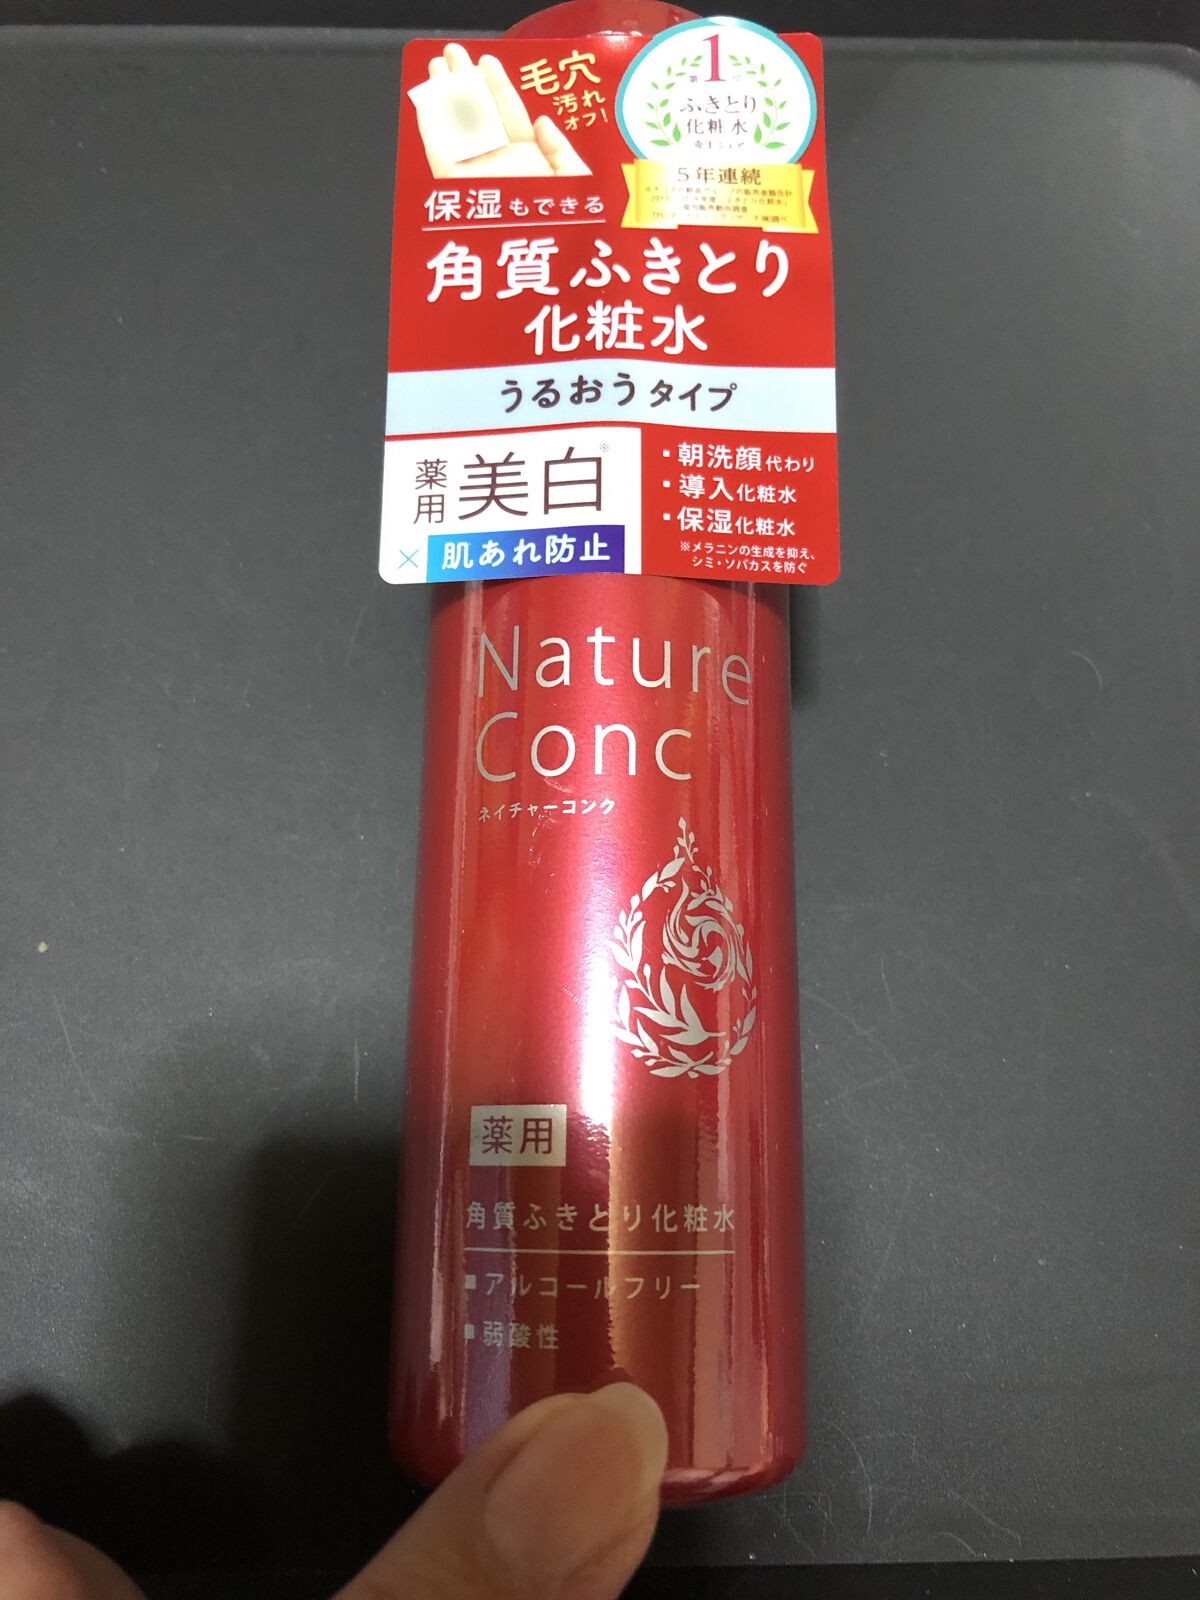 毛穴
汚れ
オフ!
第1位
ふきとり
化粧水
売上シェア
5年連続
保湿もできる
角質ふきとり
化粧水
うるおうタイプ
薬用美白※
×肌あれ防止
・朝洗顔代わり
・導入化粧水
・保湿化粧水
※メラニンの生成を抑え、
シミ・ソバカスを防ぐ
Nature
Conc
ネイチャーコンク
薬用
角質ふきとり化粧水
■アルコールフリー
■弱酸性